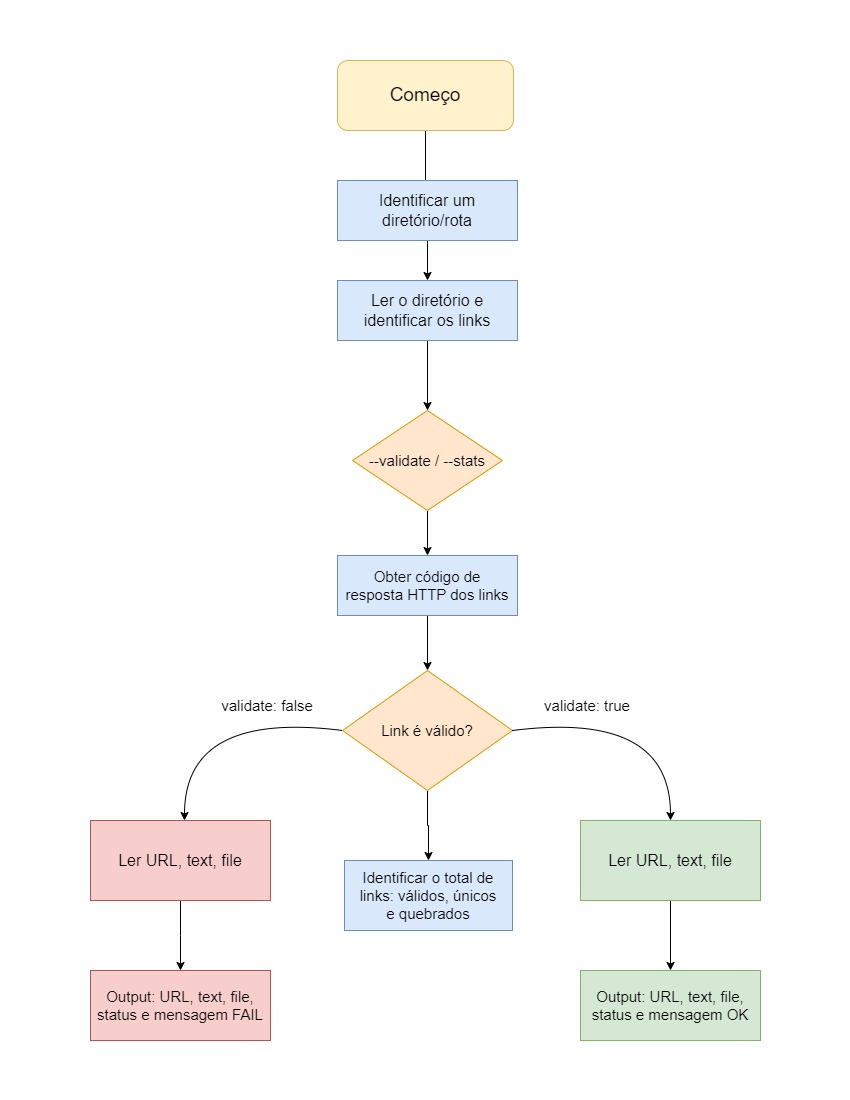 Começo
Identificar um
diretório/rota
Ler o diretório e
identificar os links
--validate / --stats
Obter código de
resposta HTTP dos links
validate: false
validate: true
Link é válido?
Ler URL, text, file
Ler URL, text, file
Identificar o total de
links: válidos, únicos
e quebrados
Output: URL, text, file,
status e mensagem FAIL
Output: URL, text, file,
status e mensagem OK